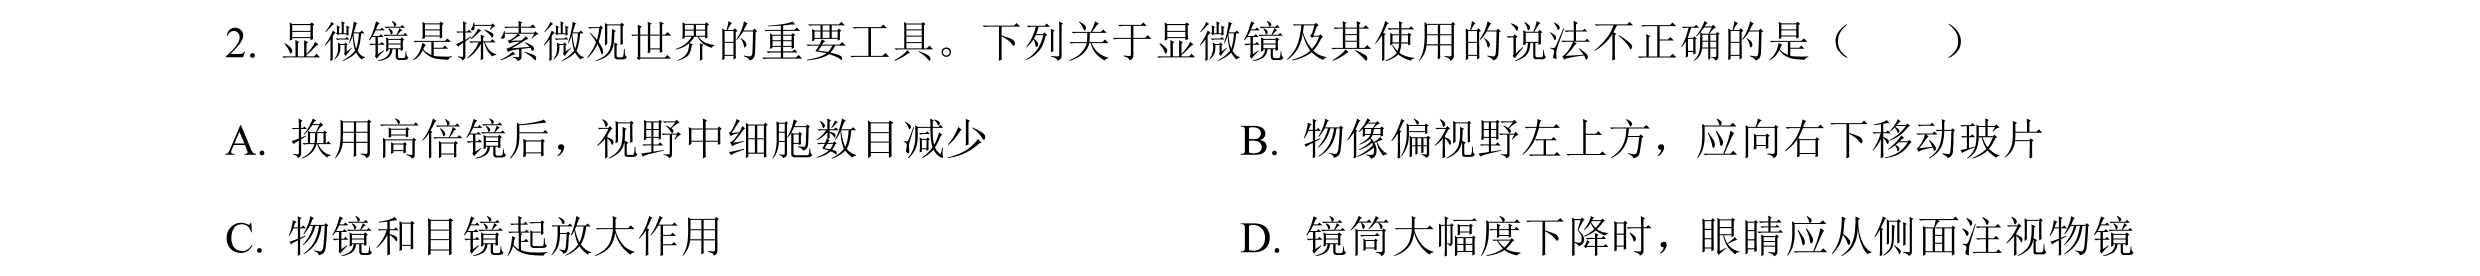 2. 显微镜是探索微观世界的重要工具。下列关于显微镜及其使用的说法不正确的是（　　）
A. 换用高倍镜后，视野中细胞数目减少　　B. 物像偏视野左上方，应向右下移动玻片
C. 物镜和目镜起放大作用　　D. 镜筒大幅度下降时，眼睛应从侧面注视物镜